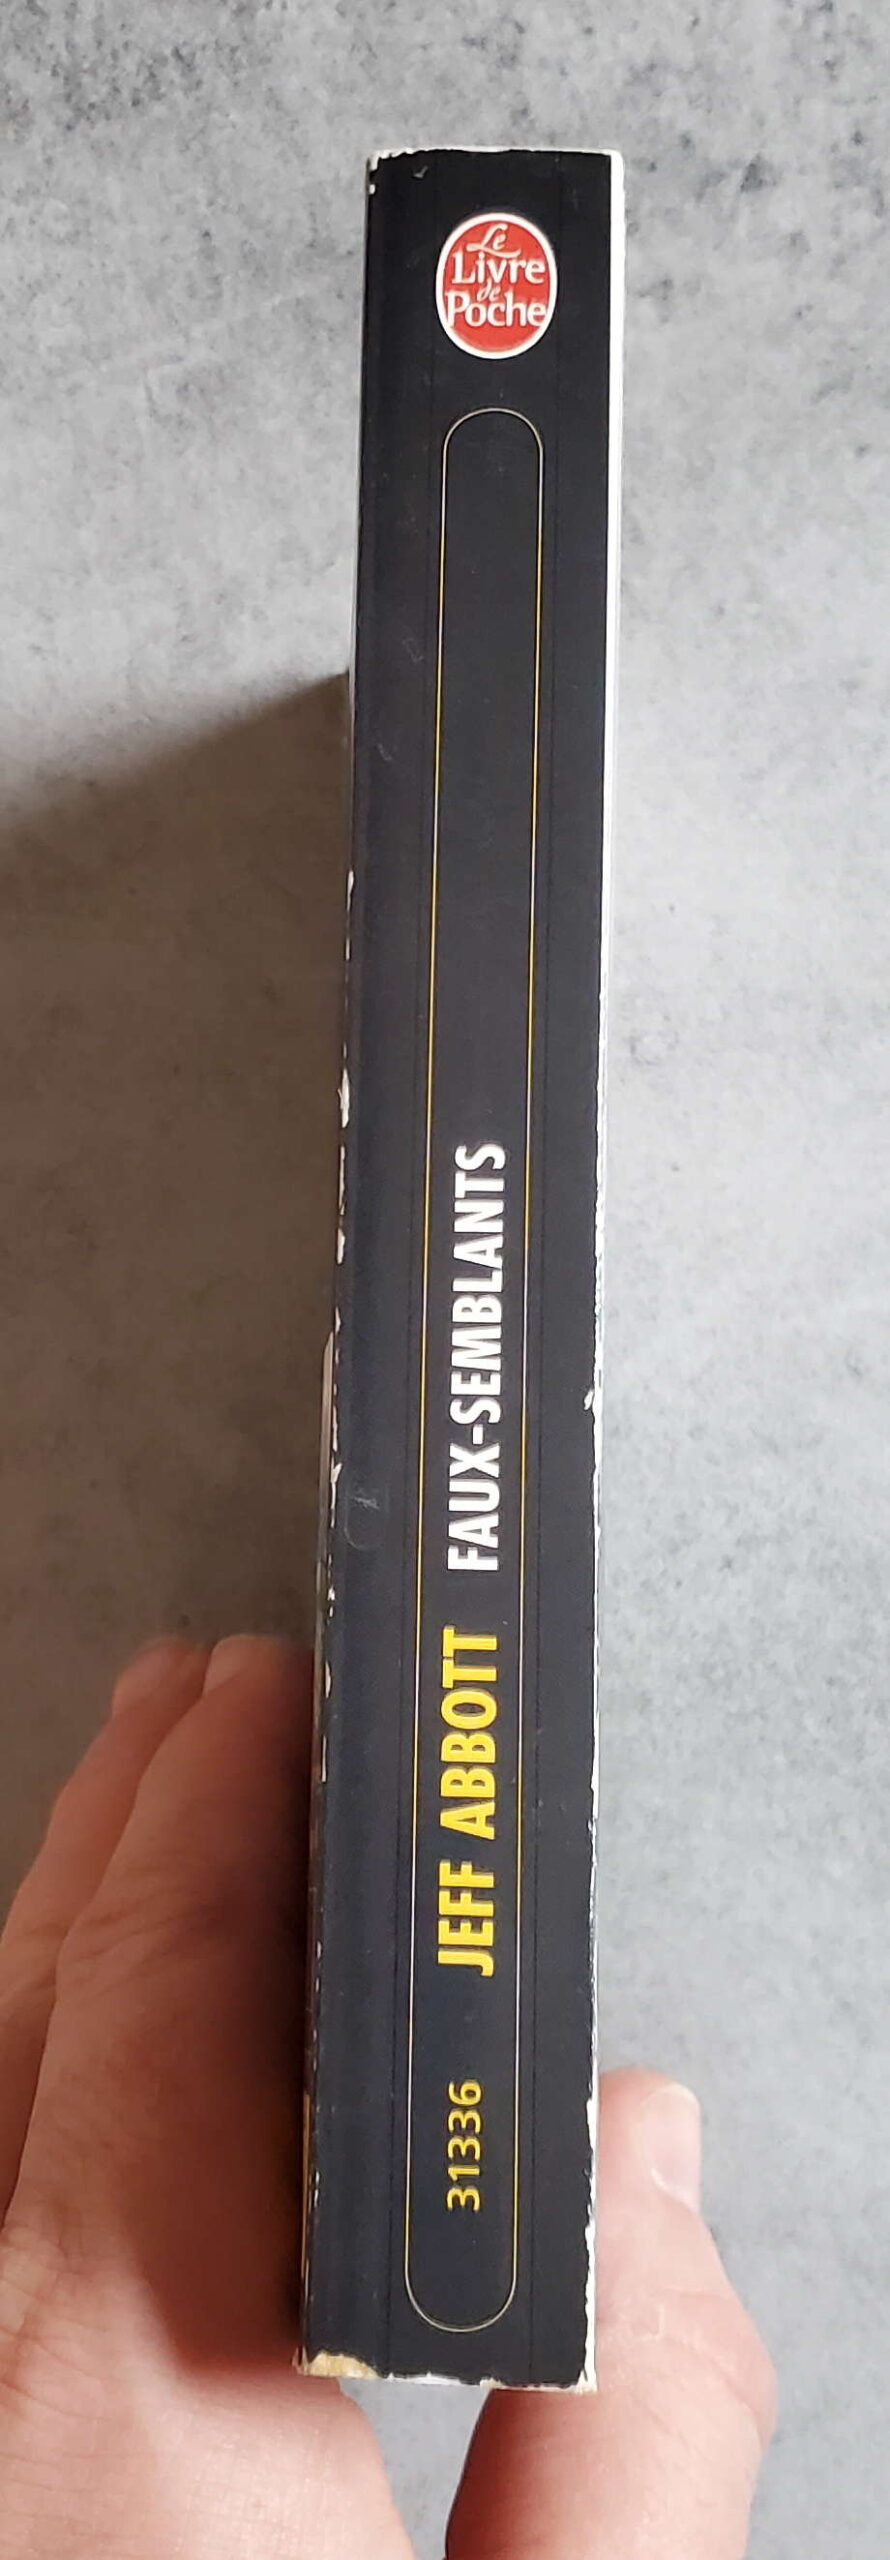 Le
Livre
de
Poche
31336 JEFF ABBOTT FAUX-SEMBLANTS